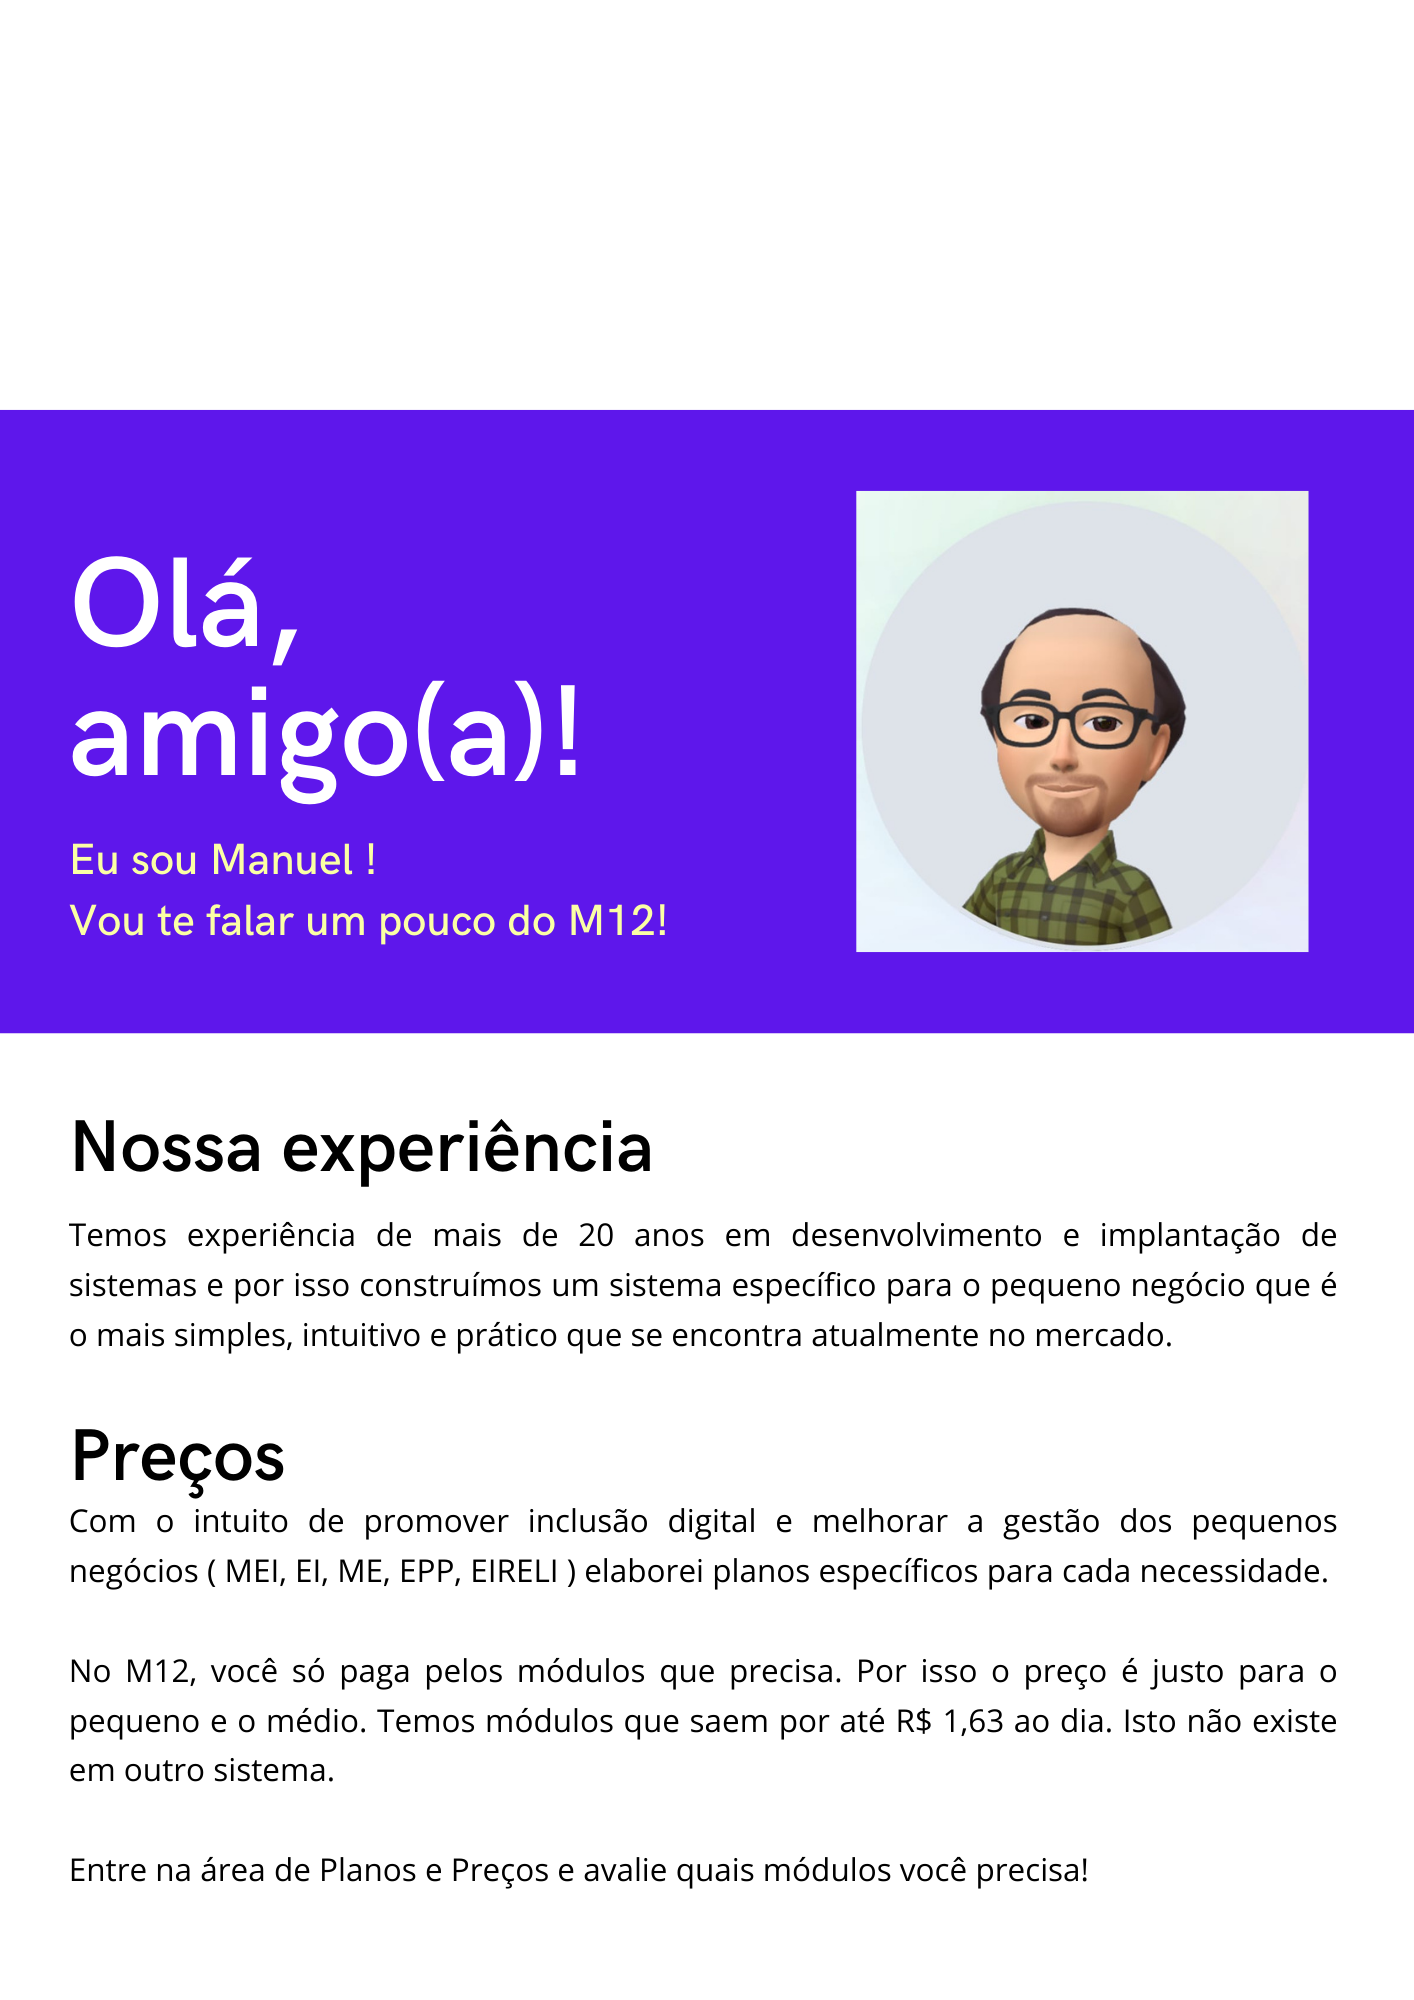 Olá,
amigo(a)!
Eu sou Manuel !
Vou te falar um pouco do M12!
Nossa experiência
Temos experiência de mais de 20 anos em desenvolvimento e implantação de
sistemas e por isso construímos um sistema específico para o pequeno negócio que é
o mais simples, intuitivo e prático que se encontra atualmente no mercado.
Preços
Com o intuito de promover inclusão digital e melhorar a gestão dos pequenos
negócios ( MEI, EI, ME, EPP, EIRELI ) elaborei planos específicos para cada necessidade.
No M12, você só paga pelos módulos que precisa. Por isso o preço é justo para o
pequeno e o médio. Temos módulos que saem por até R$ 1,63 ao dia. Isto não existe
em outro sistema.
Entre na área de Planos e Preços e avalie quais módulos você precisa!